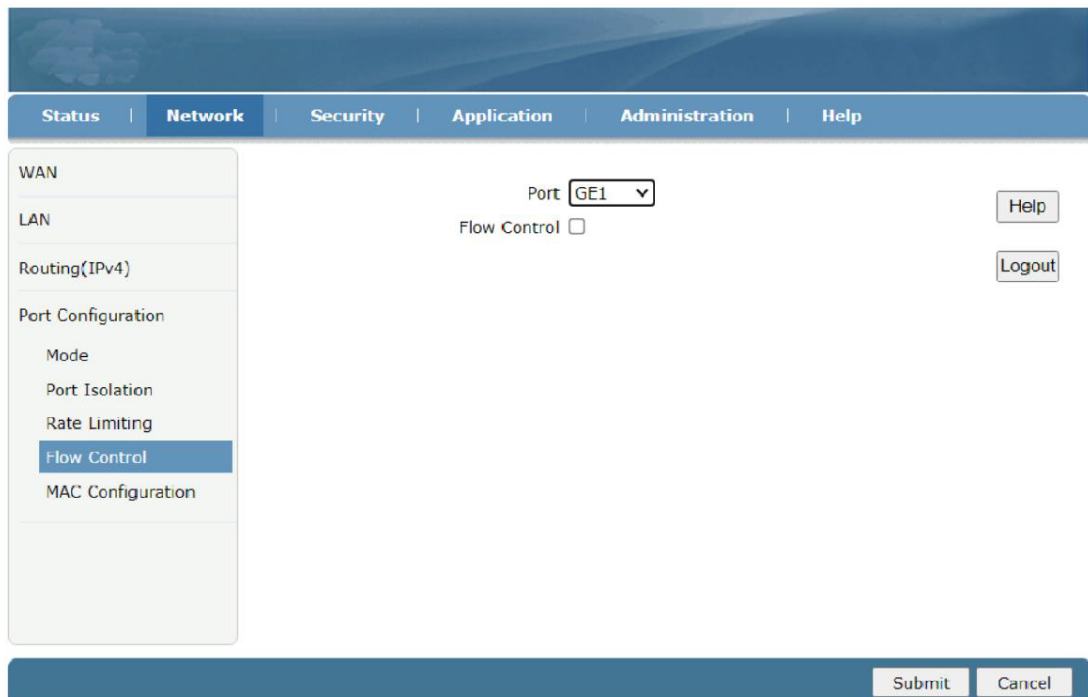 Status | Network | Security | Application | Administration | Help
WAN
LAN
Routing(IPv4)
Port Configuration
Mode
Port Isolation
Rate Limiting
Flow Control
MAC Configuration
Port GE1
Flow Control
Help
Logout
Submit Cancel